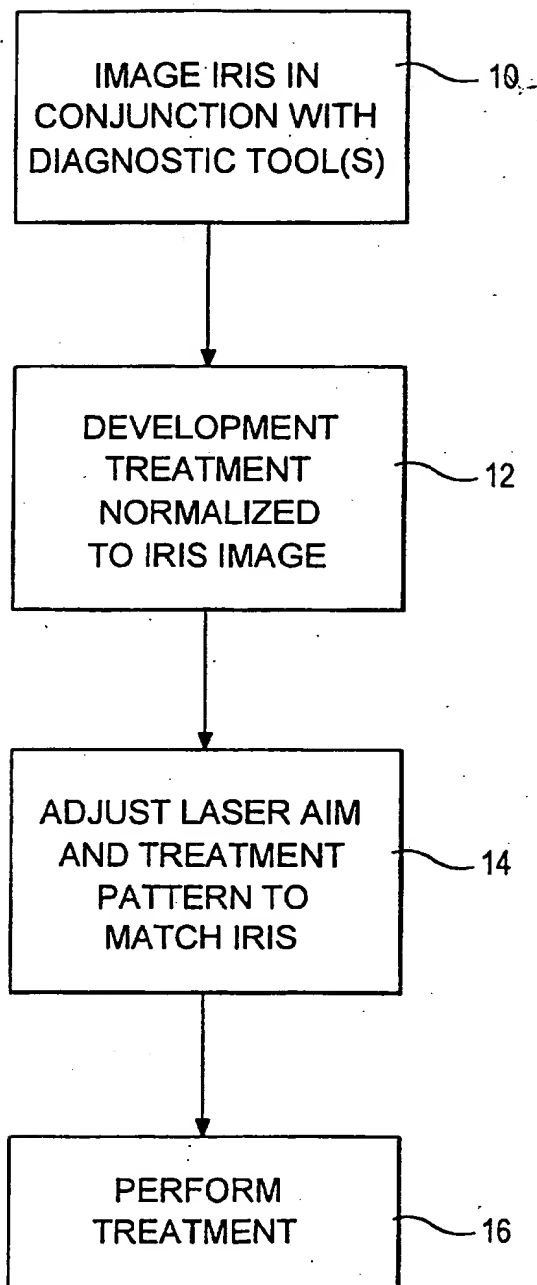 IMAGE IRIS IN
CONJUNCTION WITH
DIAGNOSTIC TOOL(S)
10
DEVELOPMENT
TREATMENT
NORMALIZED
TO IRIS IMAGE
12
ADJUST LASER AIM
AND TREATMENT
PATTERN TO
MATCH IRIS
14
PERFORM
TREATMENT
16